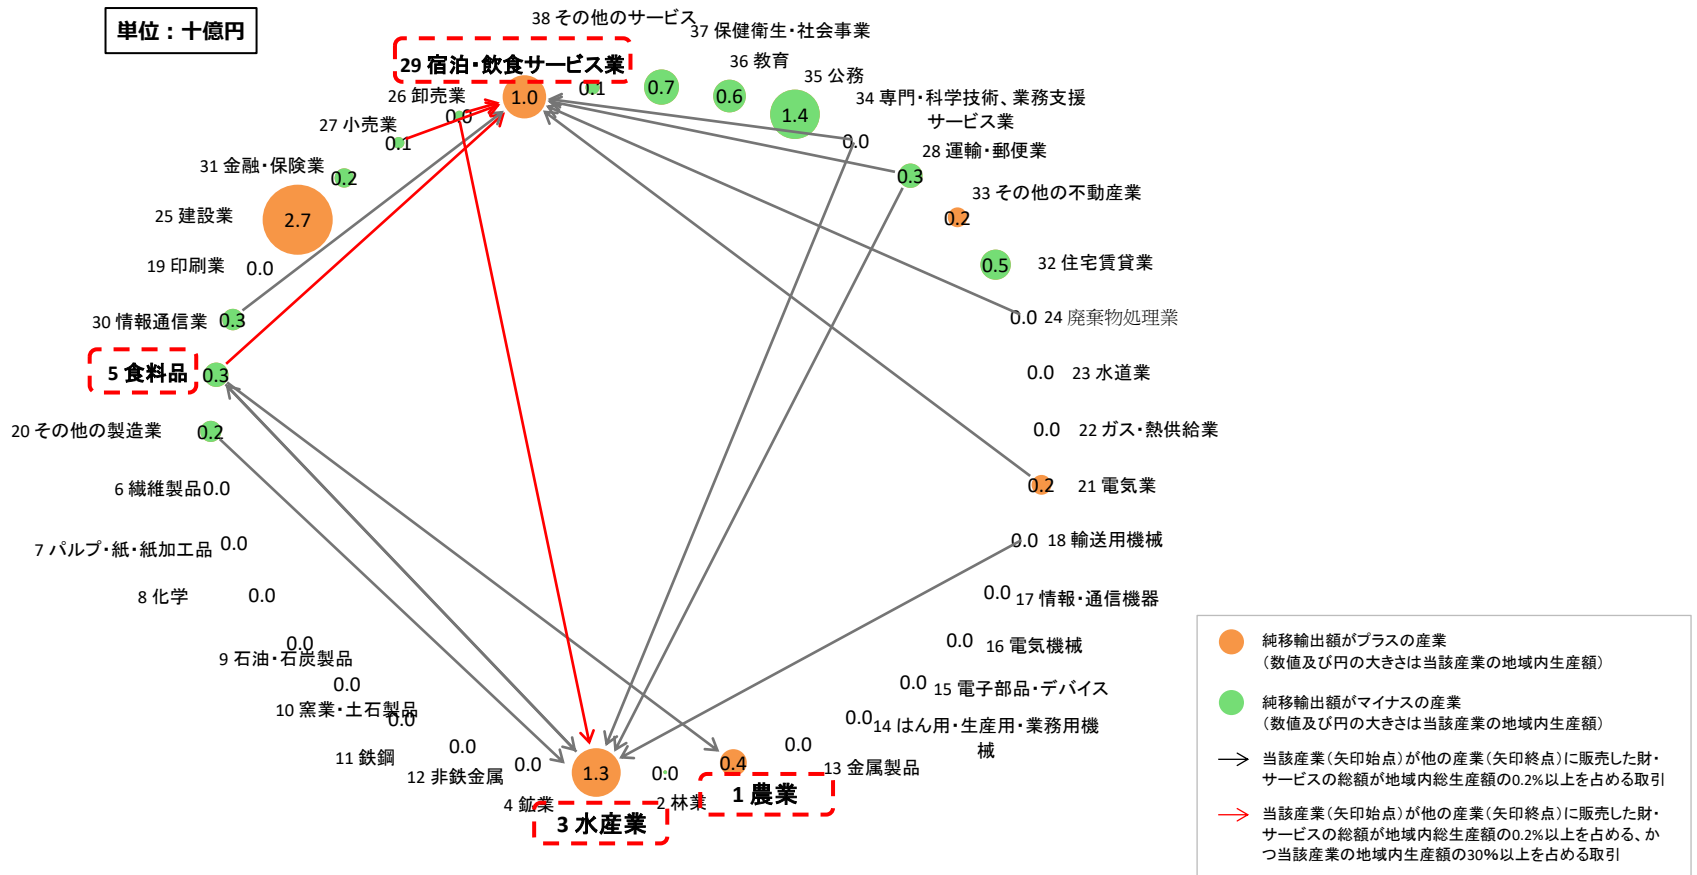 単位：十億円
38 その他のサービス
37 保健衛生・社会事業
29 宿泊・飲食サービス業
36 教育
35 公務
34 専門・科学技術、業務支援
サービス業
26 卸売業
27 小売業
28 運輸・郵便業
31 金融・保険業
33 その他の不動産業
25 建設業
32 住宅賃貸業
19 印刷業
24 廃棄物処理業
30 情報通信業
23 水道業
5 食料品
22 ガス・熱供給業
20 その他の製造業
21 電気業
6 繊維製品
18 輸送用機械
7 パルプ・紙・紙加工品
17 情報・通信機器
8 化学
16 電気機械
9 石油・石炭製品
15 電子部品・デバイス
10 窯業・土石製品
14 はん用・生産用・業務用機
械
11 鉄鋼
13 金属製品
12 非鉄金属
4 鉱業
3 水産業
2 林業
1 農業
1.0
0.1
0.7
0.6
1.4
0.0
0.3
0.2
0.5
0.0
0.0
0.0
0.2
0.0
0.0
0.0
0.0
0.0
0.0
0.4
0.0
1.3
0.0
0.0
0.0
0.0
0.0
0.0
0.0
0.0
0.2
0.3
0.3
0.0
2.7
0.2
0.1
0.0
純移輸出額がプラスの産業
（数値及び円の大きさは当該産業の地域内生産額）
純移輸出額がマイナスの産業
（数値及び円の大きさは当該産業の地域内生産額）
当該産業（矢印始点）が他の産業（矢印終点）に販売した財・
サービスの総額が地域内総生産額の0.2%以上を占める取引
当該産業（矢印始点）が他の産業（矢印終点）に販売した財・
サービスの総額が地域内総生産額の0.2%以上を占める、か
つ当該産業の地域内生産額の30%以上を占める取引